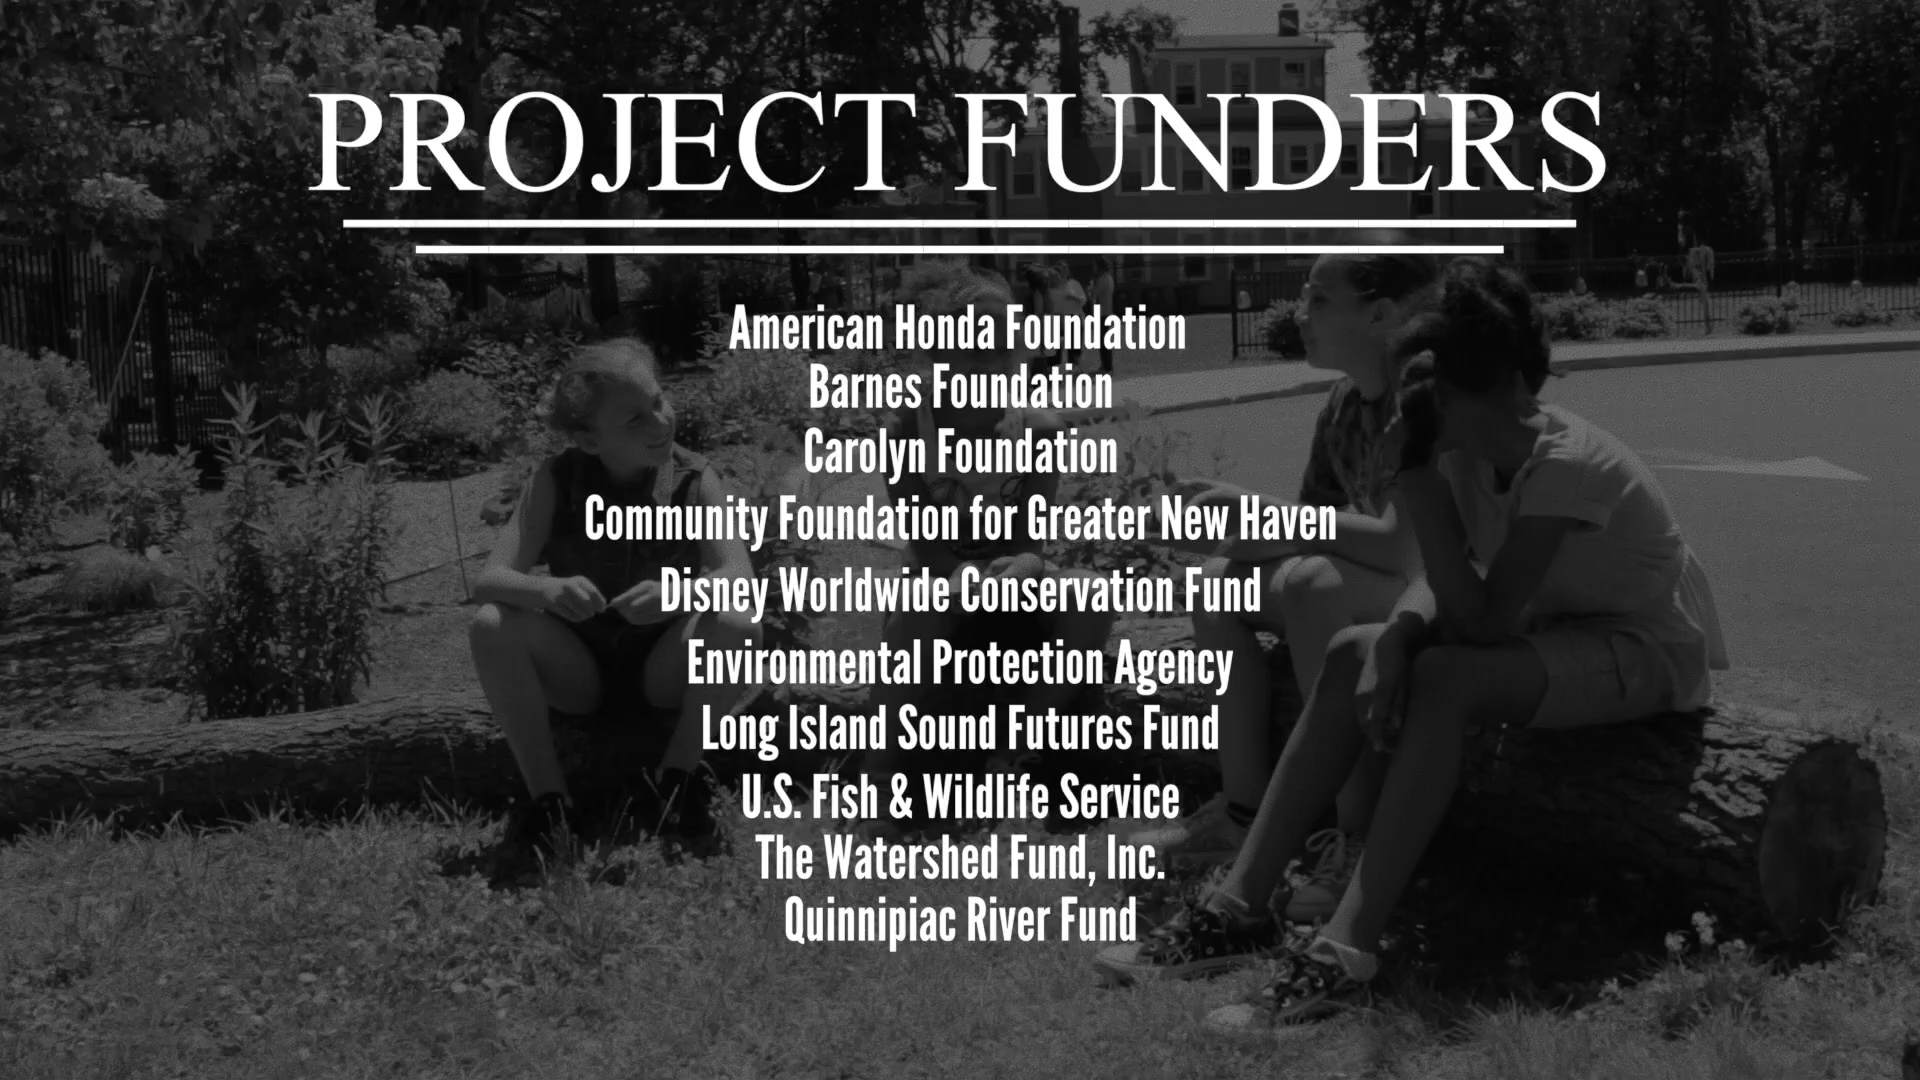 PROJECT FUNDERS
American Honda Foundation
Barnes Foundation
Carolyn Foundation
Community Foundation for Greater New Haven
Disney Worldwide Conservation Fund
Environmental Protection Agency
Long Island Sound Futures Fund
U.S. Fish & Wildlife Service
The Watershed Fund, Inc.
Quinnipiac River Fund